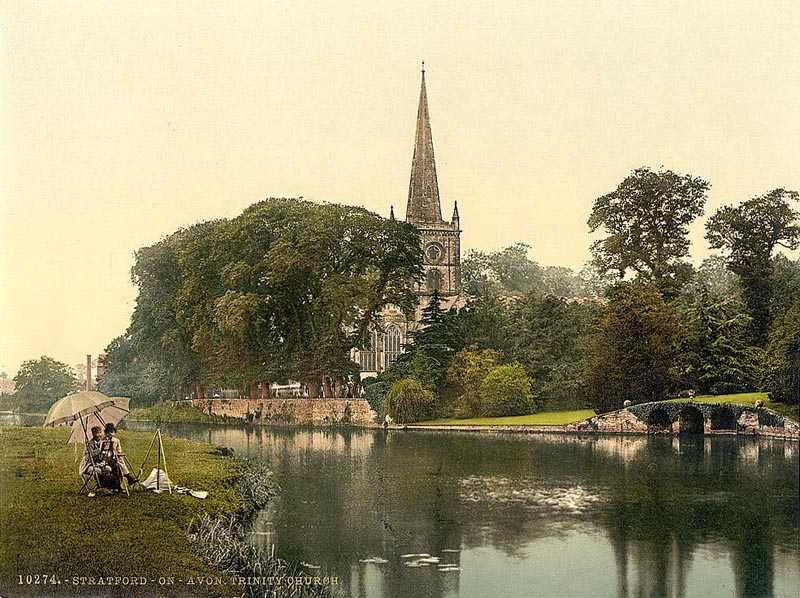 10274. - STRATFORD - ON - AVON. TRINITY CHURCH.